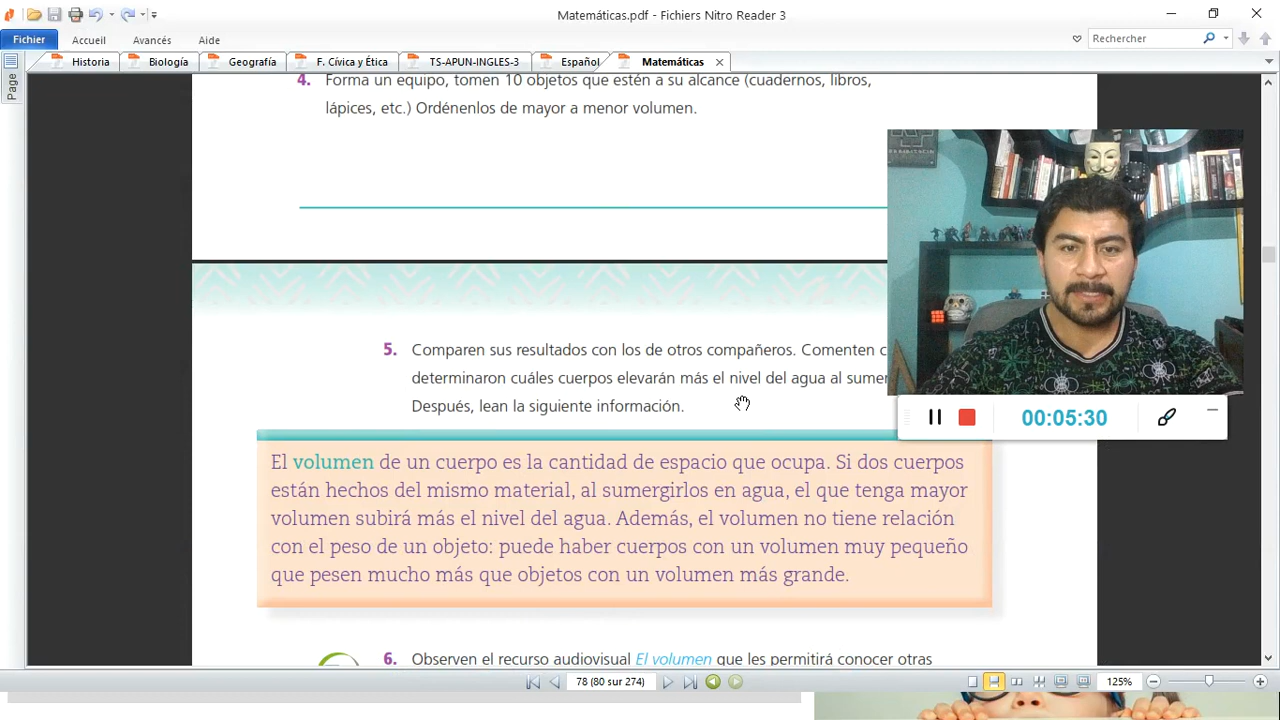 Matemáticas.pdf - Fichiers Nitro Reader 3
Fichier
Accueil
Avancés
Aide
Rechercher
Historia
Biología
Geografía
F. Cívica y Ética
TS-APUN-INGLES-3
Español
Matemáticas
Page
4. Forma un equipo, tomen 10 objetos que estén a su alcance (cuadernos, libros,
lápices, etc.) Ordénenlos de mayor a menor volumen.
5. Comparen sus resultados con los de otros compañeros. Comenten c
determinaron cuáles cuerpos elevarán más el nivel del agua al sumer
Después, lean la siguiente información.
00:05:30
El volumen de un cuerpo es la cantidad de espacio que ocupa. Si dos cuerpos
están hechos del mismo material, al sumergirlos en agua, el que tenga mayor
volumen subirá más el nivel del agua. Además, el volumen no tiene relación
con el peso de un objeto: puede haber cuerpos con un volumen muy pequeño
que pesen mucho más que objetos con un volumen más grande.
6. Observen el recurso audiovisual El volumen que les permitirá conocer otras
78 (80 sur 274)
125%